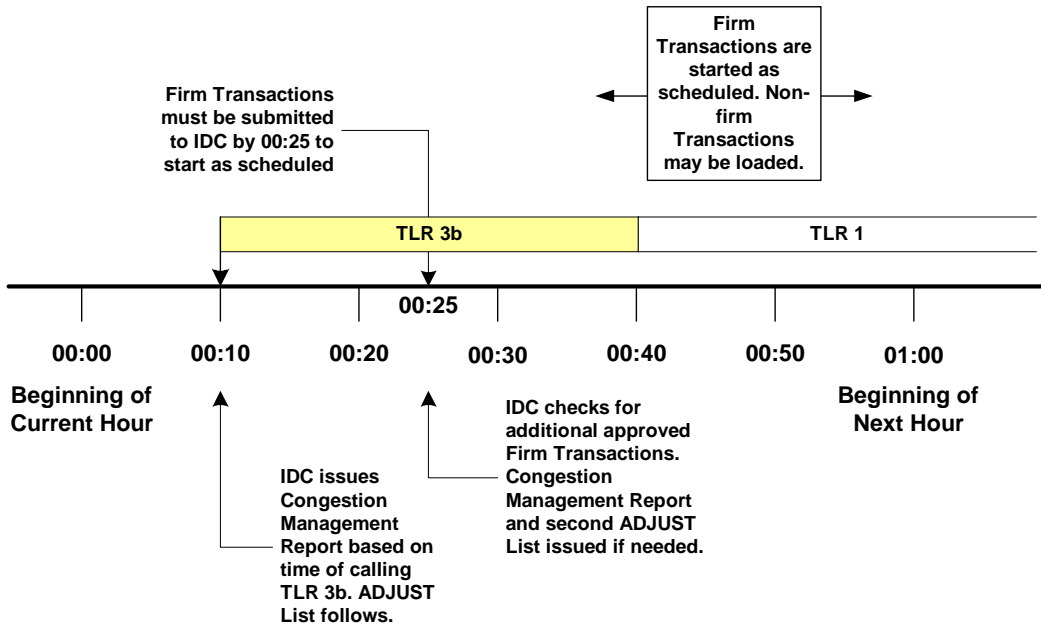 Firm
Transactions are
started as
scheduled. Non-
firm
Transactions
may be loaded.
Firm Transactions
must be submitted
to IDC by 00:25 to
start as scheduled
TLR 3b
TLR 1
00:25
00:00
00:10
00:20
00:30
00:40
00:50
01:00
Beginning of
Current Hour
Beginning of
Next Hour
IDC issues
Congestion
Management
Report based on
time of calling
TLR 3b. ADJUST
List follows.
IDC checks for
additional approved
Firm Transactions.
Congestion
Management Report
and second ADJUST
List issued if needed.